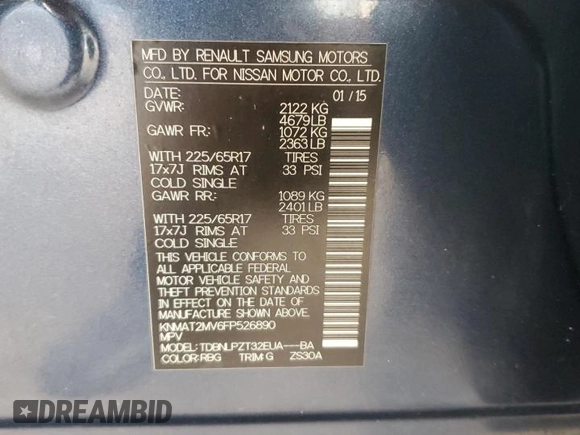 MFD BY RENAULT SAMSUNG MOTORS
CO., LTD. FOR NISSAN MOTOR CO., LTD.
DATE: 01 / 15
GVWR: 2122 KG
4679 LB
GAWR FR.: 1072 KG
2363 LB
WITH 225/65R17 TIRES
17x7J RIMS AT 33 PSI
COLD SINGLE
GAWR RR.: 1089 KG
2401 LB
WITH 225/65R17 TIRES
17x7J RIMS AT 33 PSI
COLD SINGLE
THIS VEHICLE CONFORMS TO
ALL APPLICABLE FEDERAL
MOTOR VEHICLE SAFETY AND
THEFT PREVENTION STANDARDS
IN EFFECT ON THE DATE OF
MANUFACTURE SHOWN ABOVE.
KNMAT2MV6FP526890
MPV
MODEL: TDBNLPZT32EUA---BA
COLOR: RBG TRIM: G ZS30A
DREAMBID